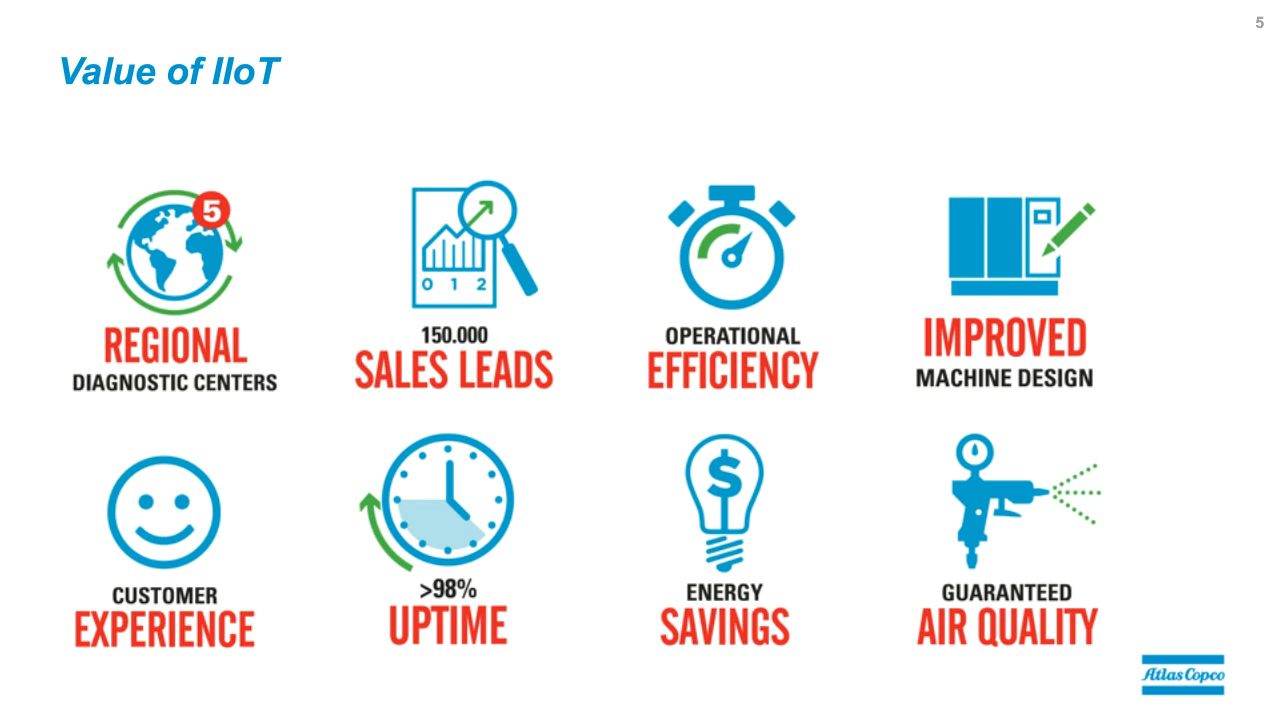 5
Value of IIoT
5
REGIONAL
DIAGNOSTIC CENTERS
0 1 2
150.000
SALES LEADS
OPERATIONAL
EFFICIENCY
IMPROVED
MACHINE DESIGN
CUSTOMER
EXPERIENCE
>98%
UPTIME
$
ENERGY
SAVINGS
GUARANTEED
AIR QUALITY
Atlas Copco